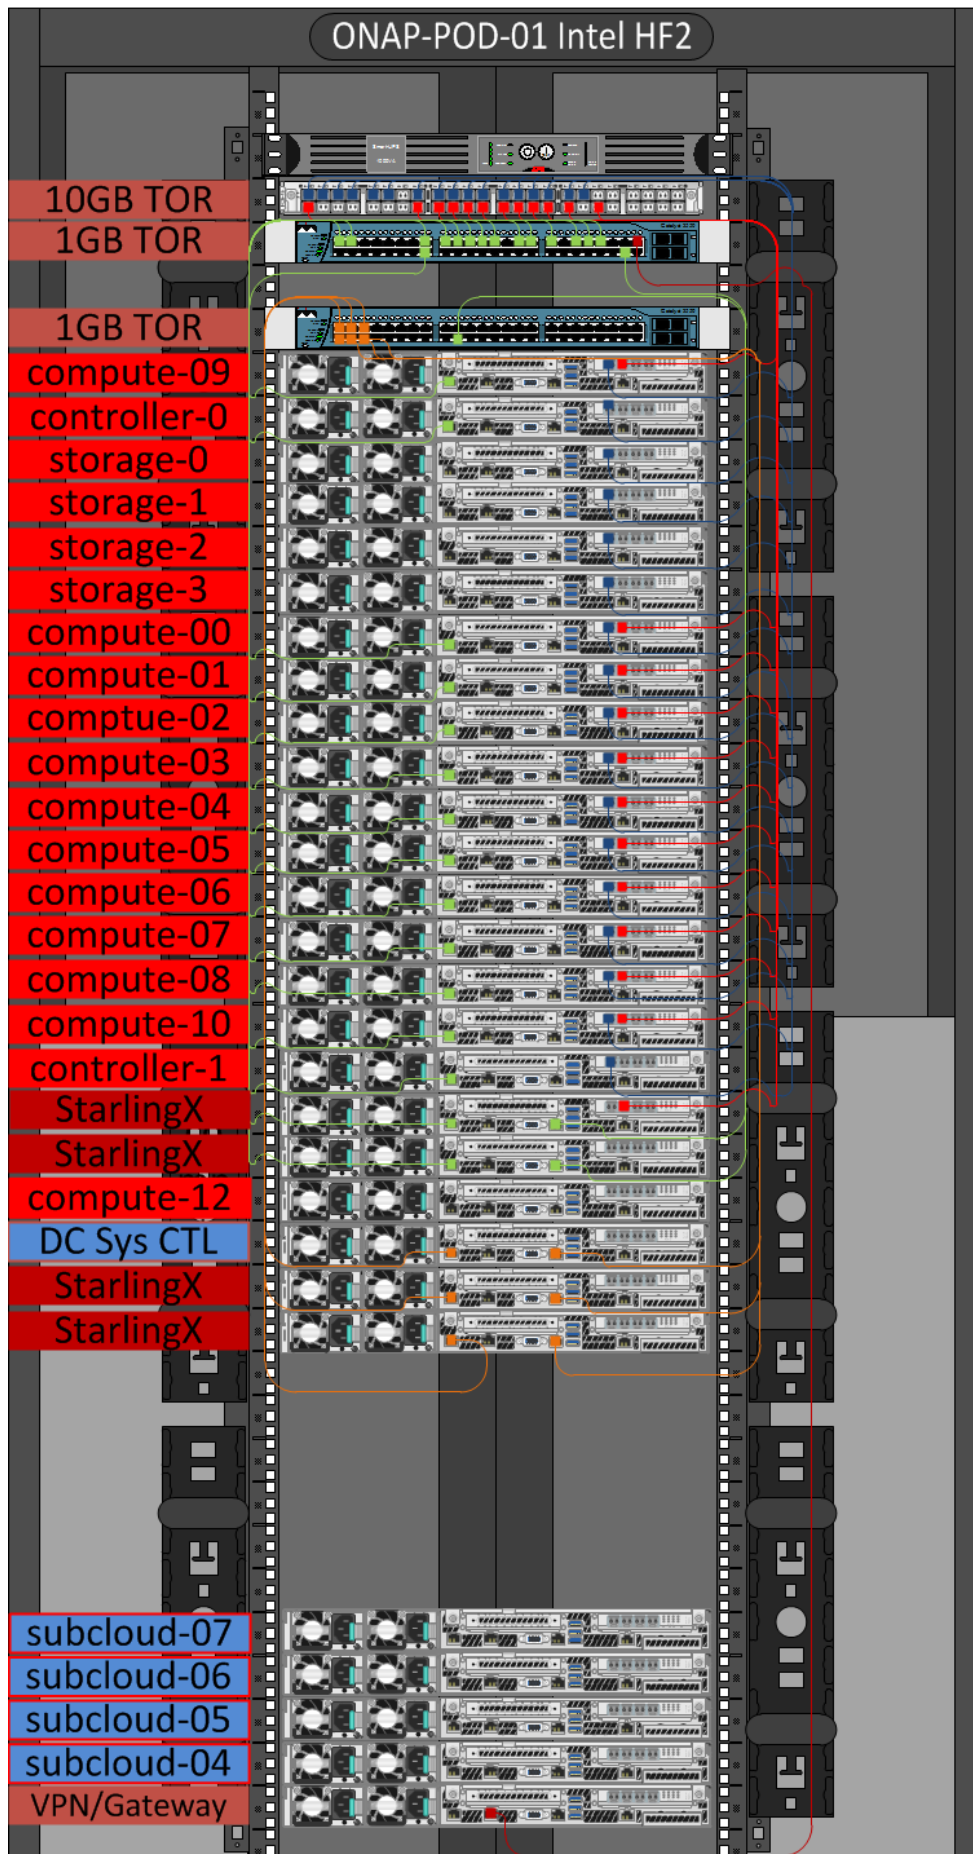 ONAP-POD-01 Intel HF2
10GB TOR
1GB TOR
1GB TOR
compute-09
controller-0
storage-0
storage-1
storage-2
storage-3
compute-00
compute-01
comptue-02
compute-03
compute-04
compute-05
compute-06
compute-07
compute-08
compute-10
controller-1
StarlingX
StarlingX
compute-12
DC Sys CTL
StarlingX
StarlingX
subcloud-07
subcloud-06
subcloud-05
subcloud-04
VPN/Gateway